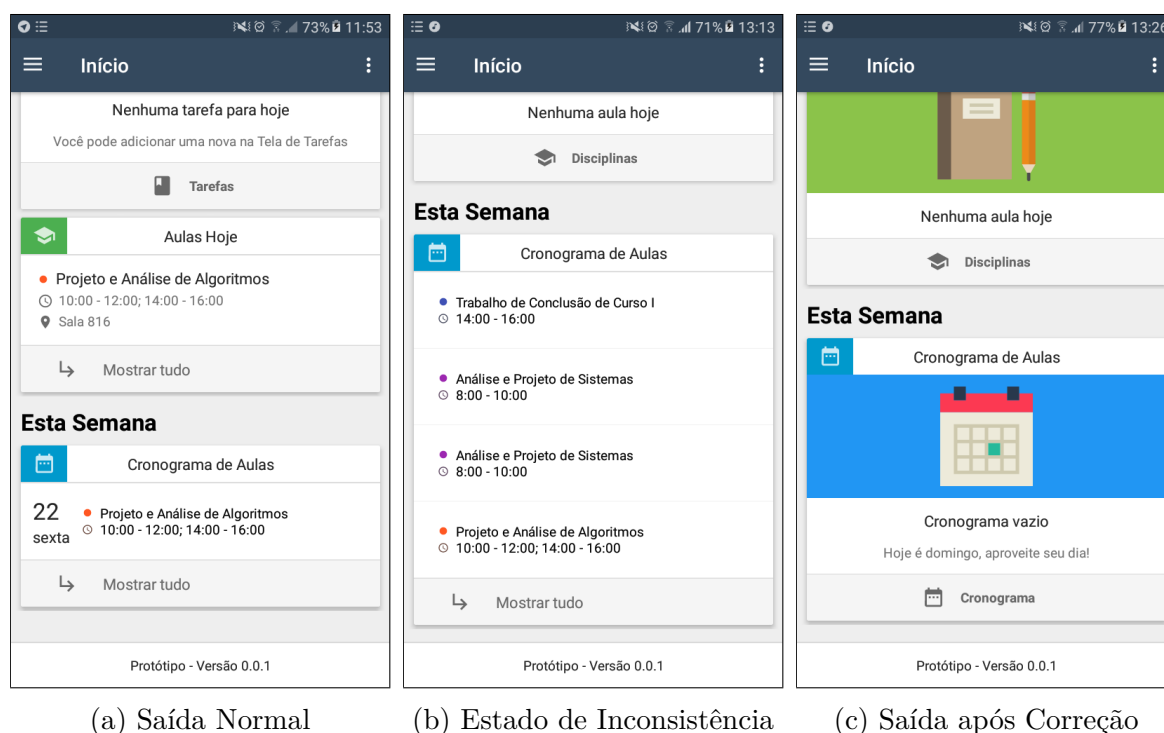 73% 11:53
Início
Nenhuma tarefa para hoje
Você pode adicionar uma nova na Tela de Tarefas
Tarefas
Aulas Hoje
Projeto e Análise de Algoritmos
10:00 - 12:00; 14:00 - 16:00
Sala 816
Mostrar tudo
Esta Semana
Cronograma de Aulas
22
sexta
Projeto e Análise de Algoritmos
10:00 - 12:00; 14:00 - 16:00
Mostrar tudo
Protótipo - Versão 0.0.1
(a) Saída Normal
71% 13:13
Início
Nenhuma aula hoje
Disciplinas
Esta Semana
Cronograma de Aulas
Trabalho de Conclusão de Curso I
14:00 - 16:00
Análise e Projeto de Sistemas
8:00 - 10:00
Análise e Projeto de Sistemas
8:00 - 10:00
Projeto e Análise de Algoritmos
10:00 - 12:00; 14:00 - 16:00
Mostrar tudo
Protótipo - Versão 0.0.1
(b) Estado de Inconsistência
77% 13:26
Início
Nenhuma aula hoje
Disciplinas
Esta Semana
Cronograma de Aulas
Cronograma vazio
Hoje é domingo, aproveite seu dia!
Cronograma
Protótipo - Versão 0.0.1
(c) Saída após Correção